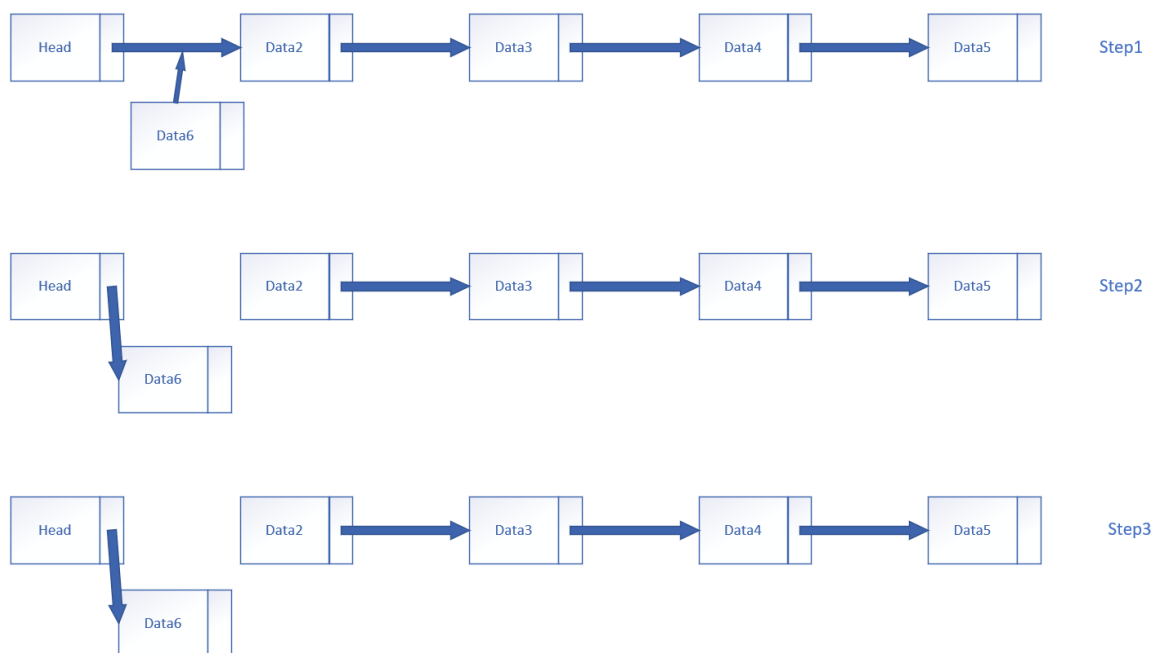 Head Data2 Data3 Data4 Data5 Step1
Data6
Head Data2 Data3 Data4 Data5 Step2
Data6
Head Data2 Data3 Data4 Data5 Step3
Data6